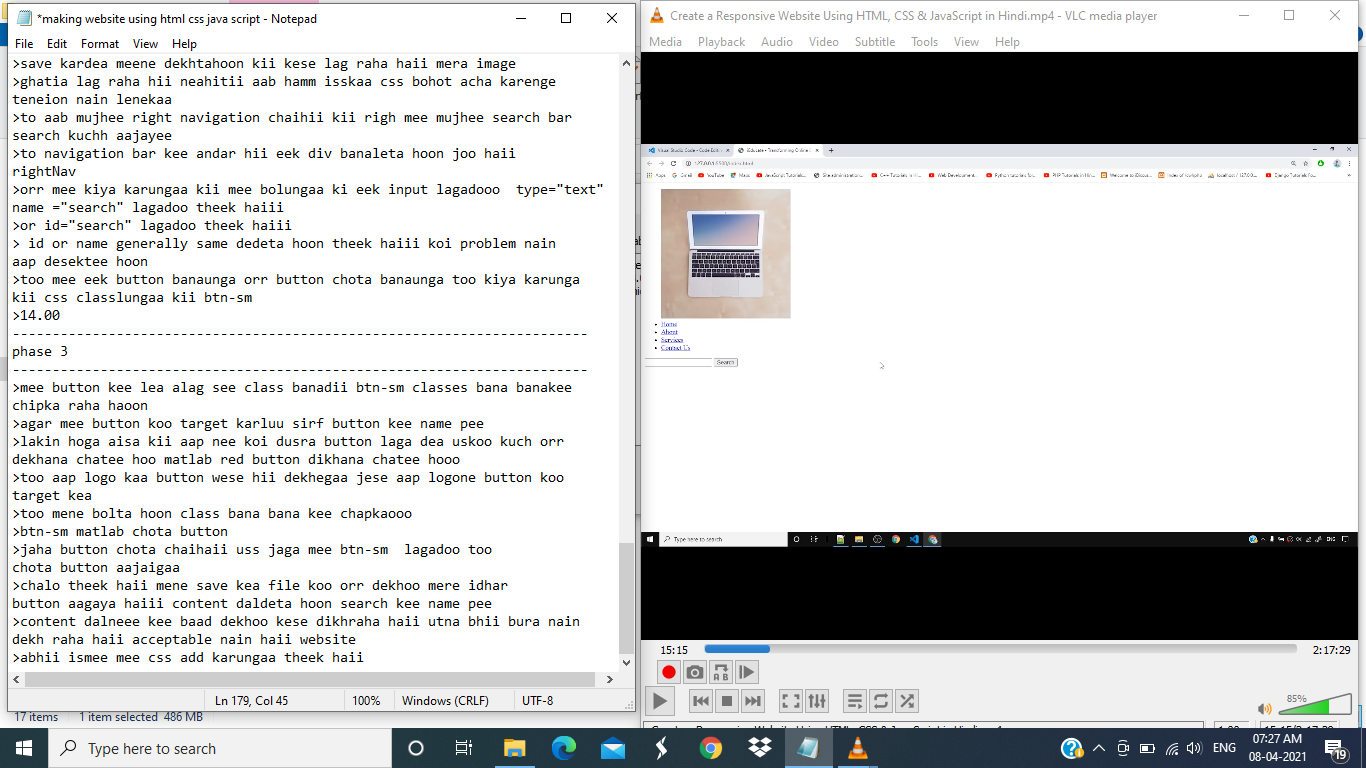 *making website using html css java script - Notepad
File Edit Format View Help
>save kardea meene dekhtahoon kii kese lag raha haii mera image
>ghatia lag raha hii neahitii aab hamm isskaa css bohot acha karenge
teneion nain lenekaa
>to aab mujhee right navigation chaihii kii righ mee mujhee search bar
search kuchh aajayee
>to navigation bar kee andar hii eek div banaleta hoon joo haii
rightNav
>orr mee kiya karungaa kii mee bolungaa ki eek input lagadooo  type="text"
name ="search" lagadoo theek haiii
>or id="search" lagadoo theek haiii
> id or name generally same dedeta hoon theek haiii koi problem nain
aap desektee hoon
>too mee eek button banaunga orr button chota banaunga too kiya karunga
kii css classlungaa kii btn-sm
>14.00
------------------------------------------------------------------------
phase 3
------------------------------------------------------------------------
>mee button kee lea alag see class banadii btn-sm classes bana banakee
chipka raha haoon
>agar mee button koo target karluu sirf button kee name pee
>lakin hoga aisa kii aap nee koi dusra button laga dea uskoo kuch orr
dekhana chatee hoo matlab red button dikhana chatee hooo
>too aap logo kaa button wese hii dekhegaa jese aap logone button koo
target kea
>too mene bolta hoon class bana bana kee chapkaooo
>btn-sm matlab chota button
>jaha button chota chaihaii uss jaga mee btn-sm  lagadoo too
chota button aajaigaa
>chalo theek haii mene save kea file koo orr dekhoo mere idhar
button aagaya haiii content daldeta hoon search kee name pee
>content dalneee kee baad dekhoo kese dikhraha haii utna bhii bura nain
dekh raha haii acceptable nain haii website
>abhii ismee mee css add karungaa theek haii
Ln 179, Col 45 100% Windows (CRLF) UTF-8
17 items 1 item selected 486 MB
Create a Responsive Website Using HTML, CSS & JavaScript in Hindi.mp4 - VLC media player
Media Playback Audio Video Subtitle Tools View Help
127.0.0.1:5500/index.html
Apps Gmail YouTube Maps
Home
About
Services
Contact Us
Search
Type here to search
15:15 2:17:29
85%
Type here to search
ENG 07:27 AM
08-04-2021
19